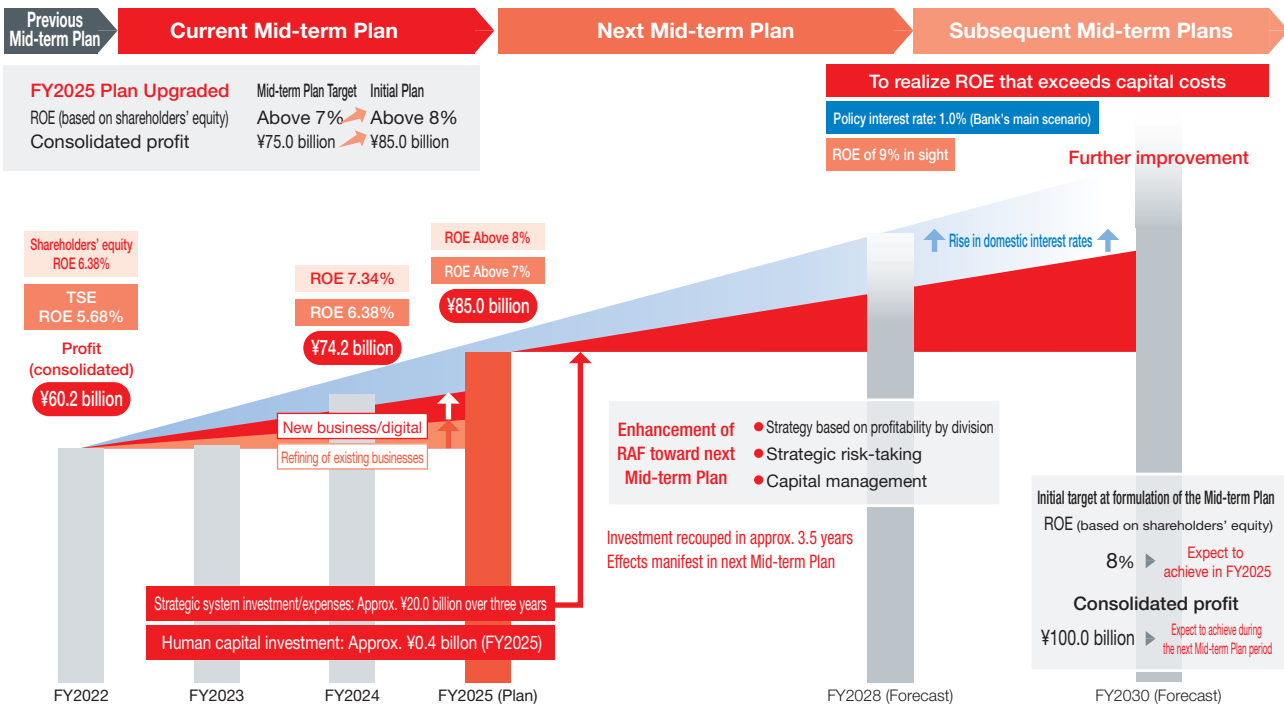 Previous
Mid-term Plan
Current Mid-term Plan
Next Mid-term Plan
Subsequent Mid-term Plans
FY2025 Plan Upgraded
Mid-term Plan Target
Initial Plan
ROE (based on shareholders' equity)
Above 7%
Above 8%
Consolidated profit
¥75.0 billion
¥85.0 billion
To realize ROE that exceeds capital costs
Policy interest rate: 1.0% (Bank's main scenario)
ROE of 9% in sight
Further improvement
Rise in domestic interest rates
Shareholders' equity
ROE 6.38%
TSE
ROE 5.68%
Profit
(consolidated)
¥60.2 billion
ROE 7.34%
ROE 6.38%
¥74.2 billion
ROE Above 8%
ROE Above 7%
¥85.0 billion
New business/digital
Refining of existing businesses
Enhancement of
RAF toward next
Mid-term Plan
● Strategy based on profitability by division
● Strategic risk-taking
● Capital management
Investment recouped in approx. 3.5 years
Effects manifest in next Mid-term Plan
Strategic system investment/expenses: Approx. ¥20.0 billion over three years
Human capital investment: Approx. ¥0.4 billon (FY2025)
Initial target at formulation of the Mid-term Plan
ROE (based on shareholders' equity)
8%
Expect to
achieve in FY2025
Consolidated profit
¥100.0 billion
Expect to achieve during
the next Mid-term Plan period
FY2022
FY2023
FY2024
FY2025 (Plan)
FY2028 (Forecast)
FY2030 (Forecast)